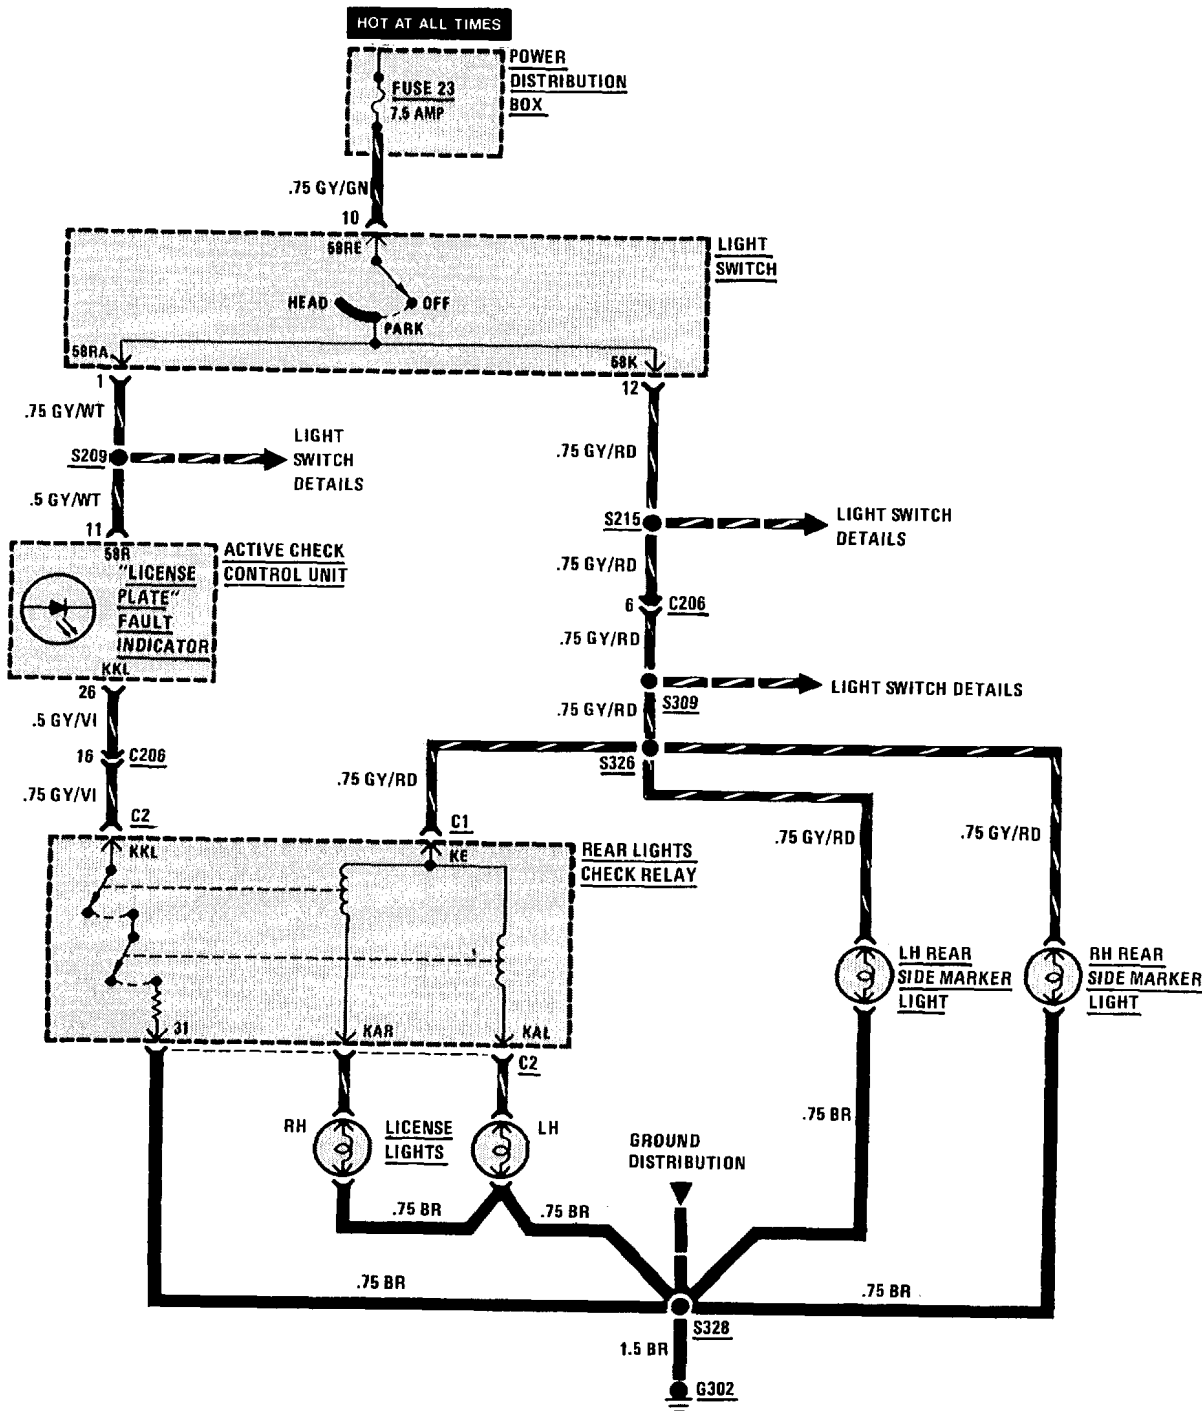 HOT AT ALL TIMES
POWER
DISTRIBUTION
BOX
FUSE 23
7.5 AMP
.75 GY/GN
10
58RE
LIGHT
SWITCH
HEAD
OFF
PARK
58RA
58K
1
12
.75 GY/WT
.75 GY/RD
S209
LIGHT
SWITCH
DETAILS
.5 GY/WT
S215
LIGHT SWITCH
DETAILS
11
58R
ACTIVE CHECK
CONTROL UNIT
"LICENSE
PLATE"
FAULT
INDICATOR
.75 GY/RD
6
C206
.75 GY/RD
KKL
26
S309
LIGHT SWITCH DETAILS
.5 GY/VI
.75 GY/RD
16
C206
S326
.75 GY/VI
.75 GY/RD
C2
C1
.75 GY/RD
.75 GY/RD
KKL
KE
REAR LIGHTS
CHECK RELAY
LH REAR
SIDE MARKER
LIGHT
RH REAR
SIDE MARKER
LIGHT
31
KAR
KAL
C2
RH
LICENSE
LIGHTS
LH
.75 BR
GROUND
DISTRIBUTION
.75 BR
.75 BR
.75 BR
.75 BR
S328
1.5 BR
G302